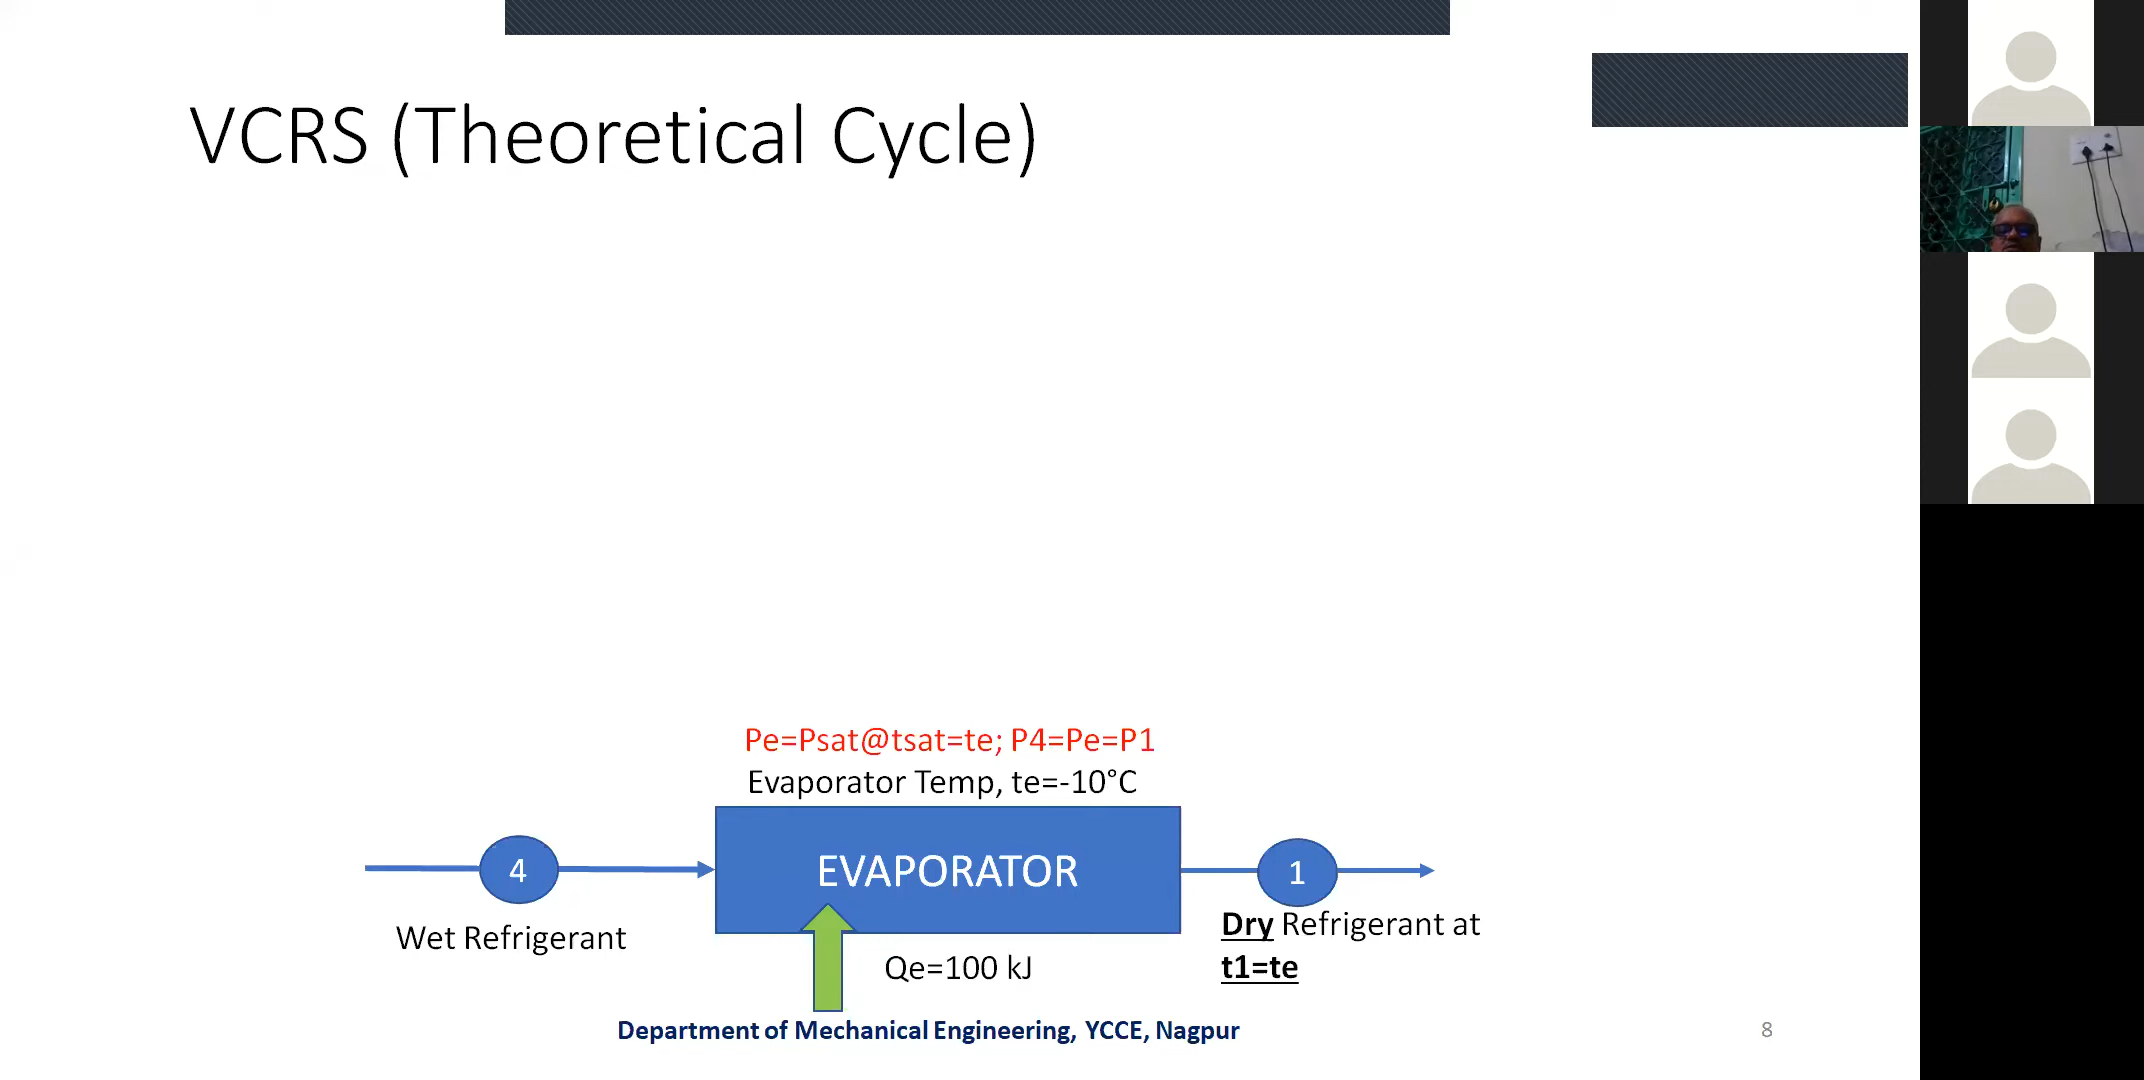 VCRS (Theoretical Cycle)
Pe=Psat@tsat=te; P4=Pe=P1
Evaporator Temp, te=-10°C
4
EVAPORATOR
1
Wet Refrigerant
Dry Refrigerant at
t1=te
Qe=100 kJ
Department of Mechanical Engineering, YCCE, Nagpur
8